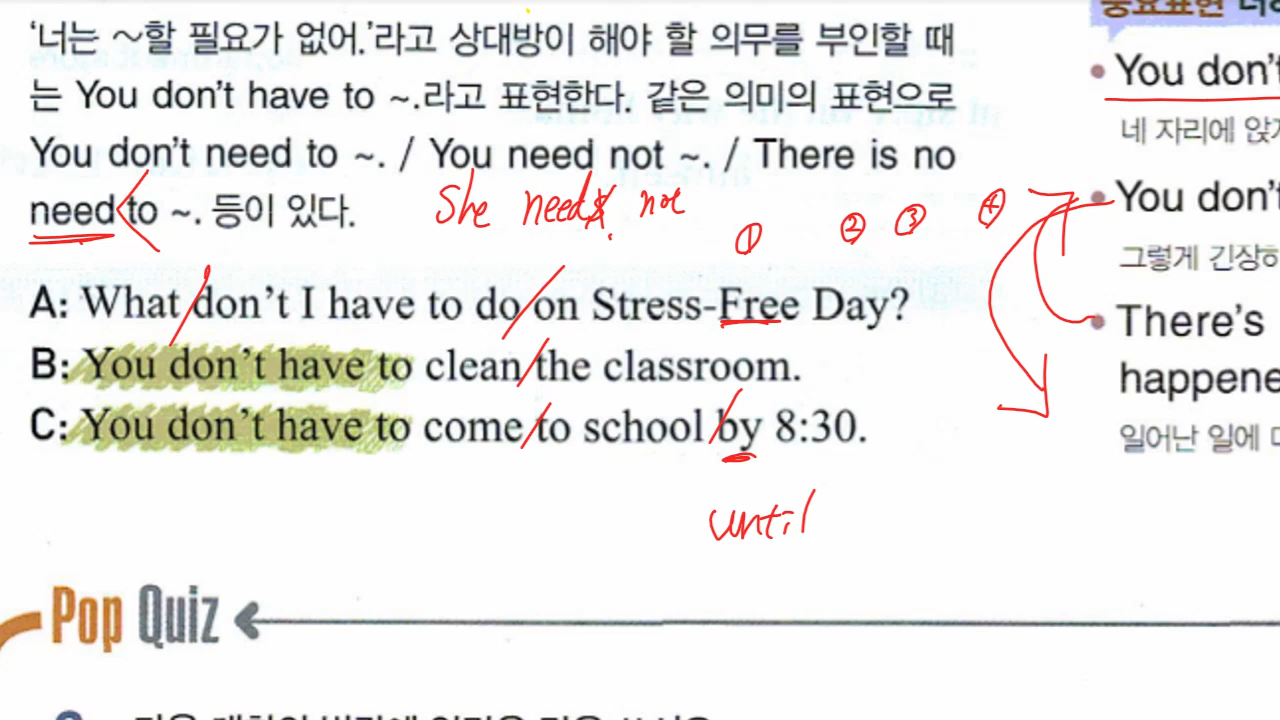 '너는 ~할 필요가 없어.'라고 상대방이 해야 할 의무를 부인할 때
는 You don't have to ~.라고 표현한다. 같은 의미의 표현으로
You don't need to ~. / You need not ~. / There is no
need to ~. 등이 있다.
She needs not
① ② ③ ④
A: What don't I have to do on Stress-Free Day?
B: You don't have to clean the classroom.
C: You don't have to come to school by 8:30.
until
Pop Quiz
중요표현
You don't
네 자리에
You don't
그렇게
There's
happene
일어난 일에